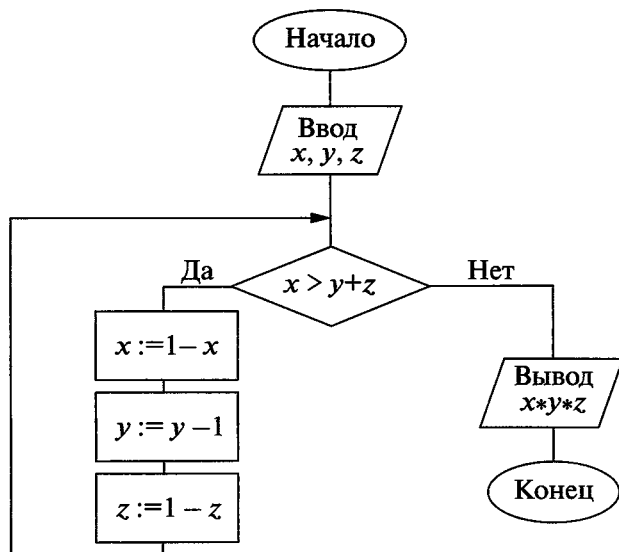 Начало
Ввод
x, y, z
Да
x > y+z
Нет
x :=1– x
y := y –1
z :=1 – z
Вывод
x*y*z
Конец